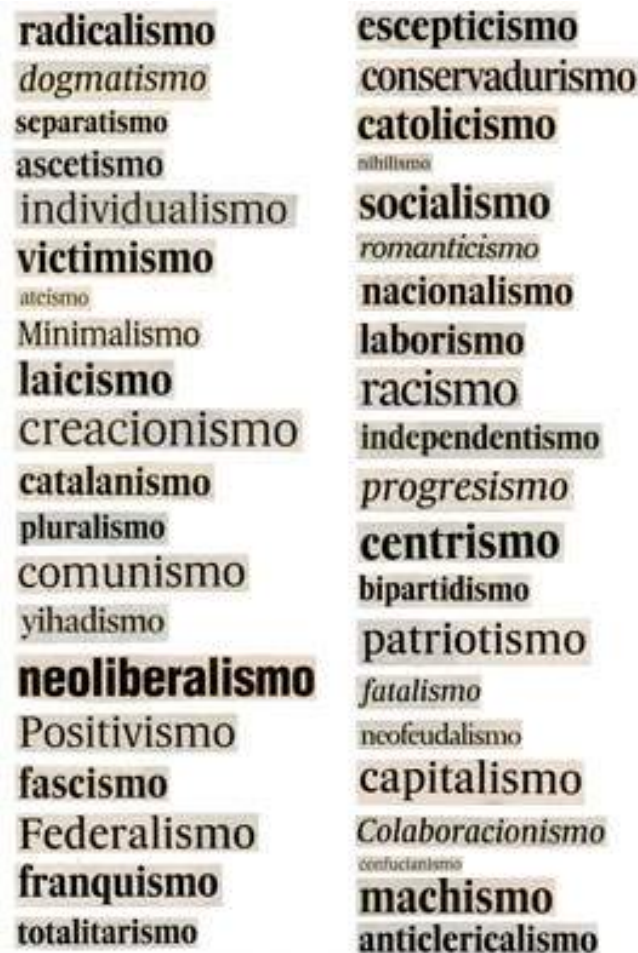 radicalismo
dogmatismo
separatismo
ascetismo
individualismo
victimismo
ateismo
Minimalismo
laicismo
creacionismo
catalanismo
pluralismo
comunismo
yihadismo
neoliberalismo
Positivismo
fascismo
Federalismo
franquismo
totalitarismo
escepticismo
conservadurismo
catolicismo
nihilismo
socialismo
romanticismo
nacionalismo
laborismo
racismo
independentismo
progresismo
centrismo
bipartidismo
patriotismo
fatalismo
neofeudalismo
capitalismo
Colaboracionismo
confucianismo
machismo
anticlericalismo